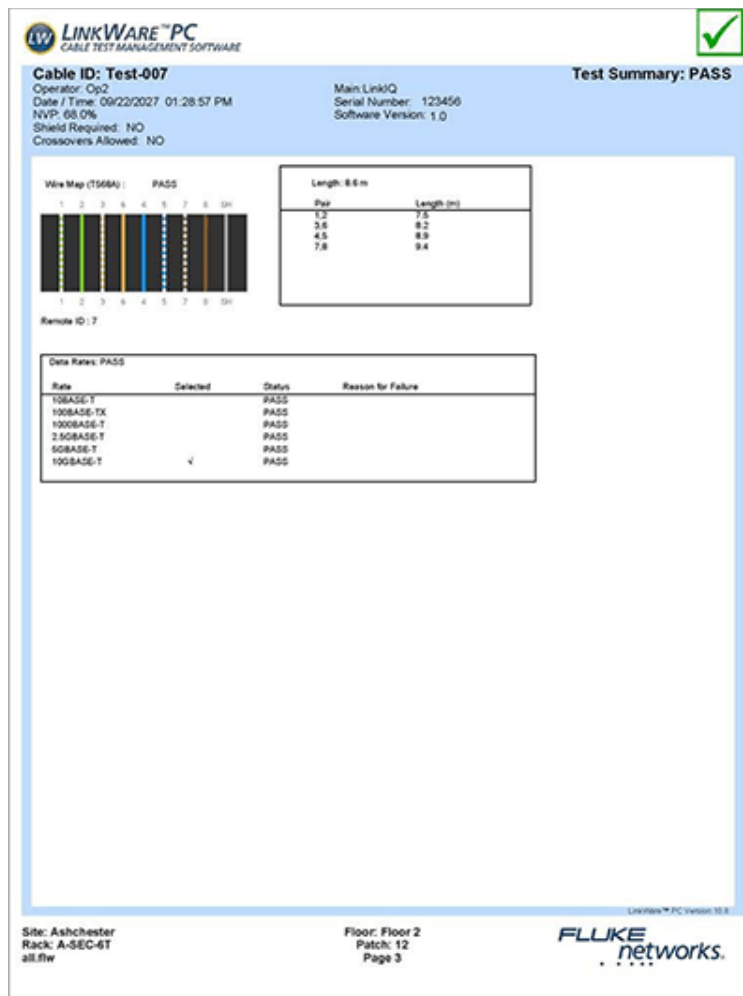 LW LINKWARE™PC
CABLE TEST MANAGEMENT SOFTWARE
Cable ID: Test-007
Test Summary: PASS
Operator: Op2
Date / Time: 09/22/2027 01:28:57 PM
NVP: 68.0%
Shield Required: NO
Crossovers Allowed: NO
Main:LinkIQ
Serial Number: 123456
Software Version: 1.0
Wire Map (T568A) : PASS
1 2 3 6 4 5 7 8 SH
1 2 3 6 4 5 7 8 SH
Remote ID : 7
Length: 8.6 m
Pair Length (m)
1,2 7.5
3,6 8.2
4,5 8.9
7,8 9.4
Data Rates: PASS
Rate Selected Status Reason for Failure
10BASE-T PASS
100BASE-TX PASS
1000BASE-T PASS
2.5GBASE-T PASS
5GBASE-T PASS
10GBASE-T √ PASS
LinkWare™ PC Version 10.8
Site: Ashchester
Rack: A-SEC-6T
all.flw
Floor: Floor 2
Patch: 12
Page 3
FLUKE
networks.